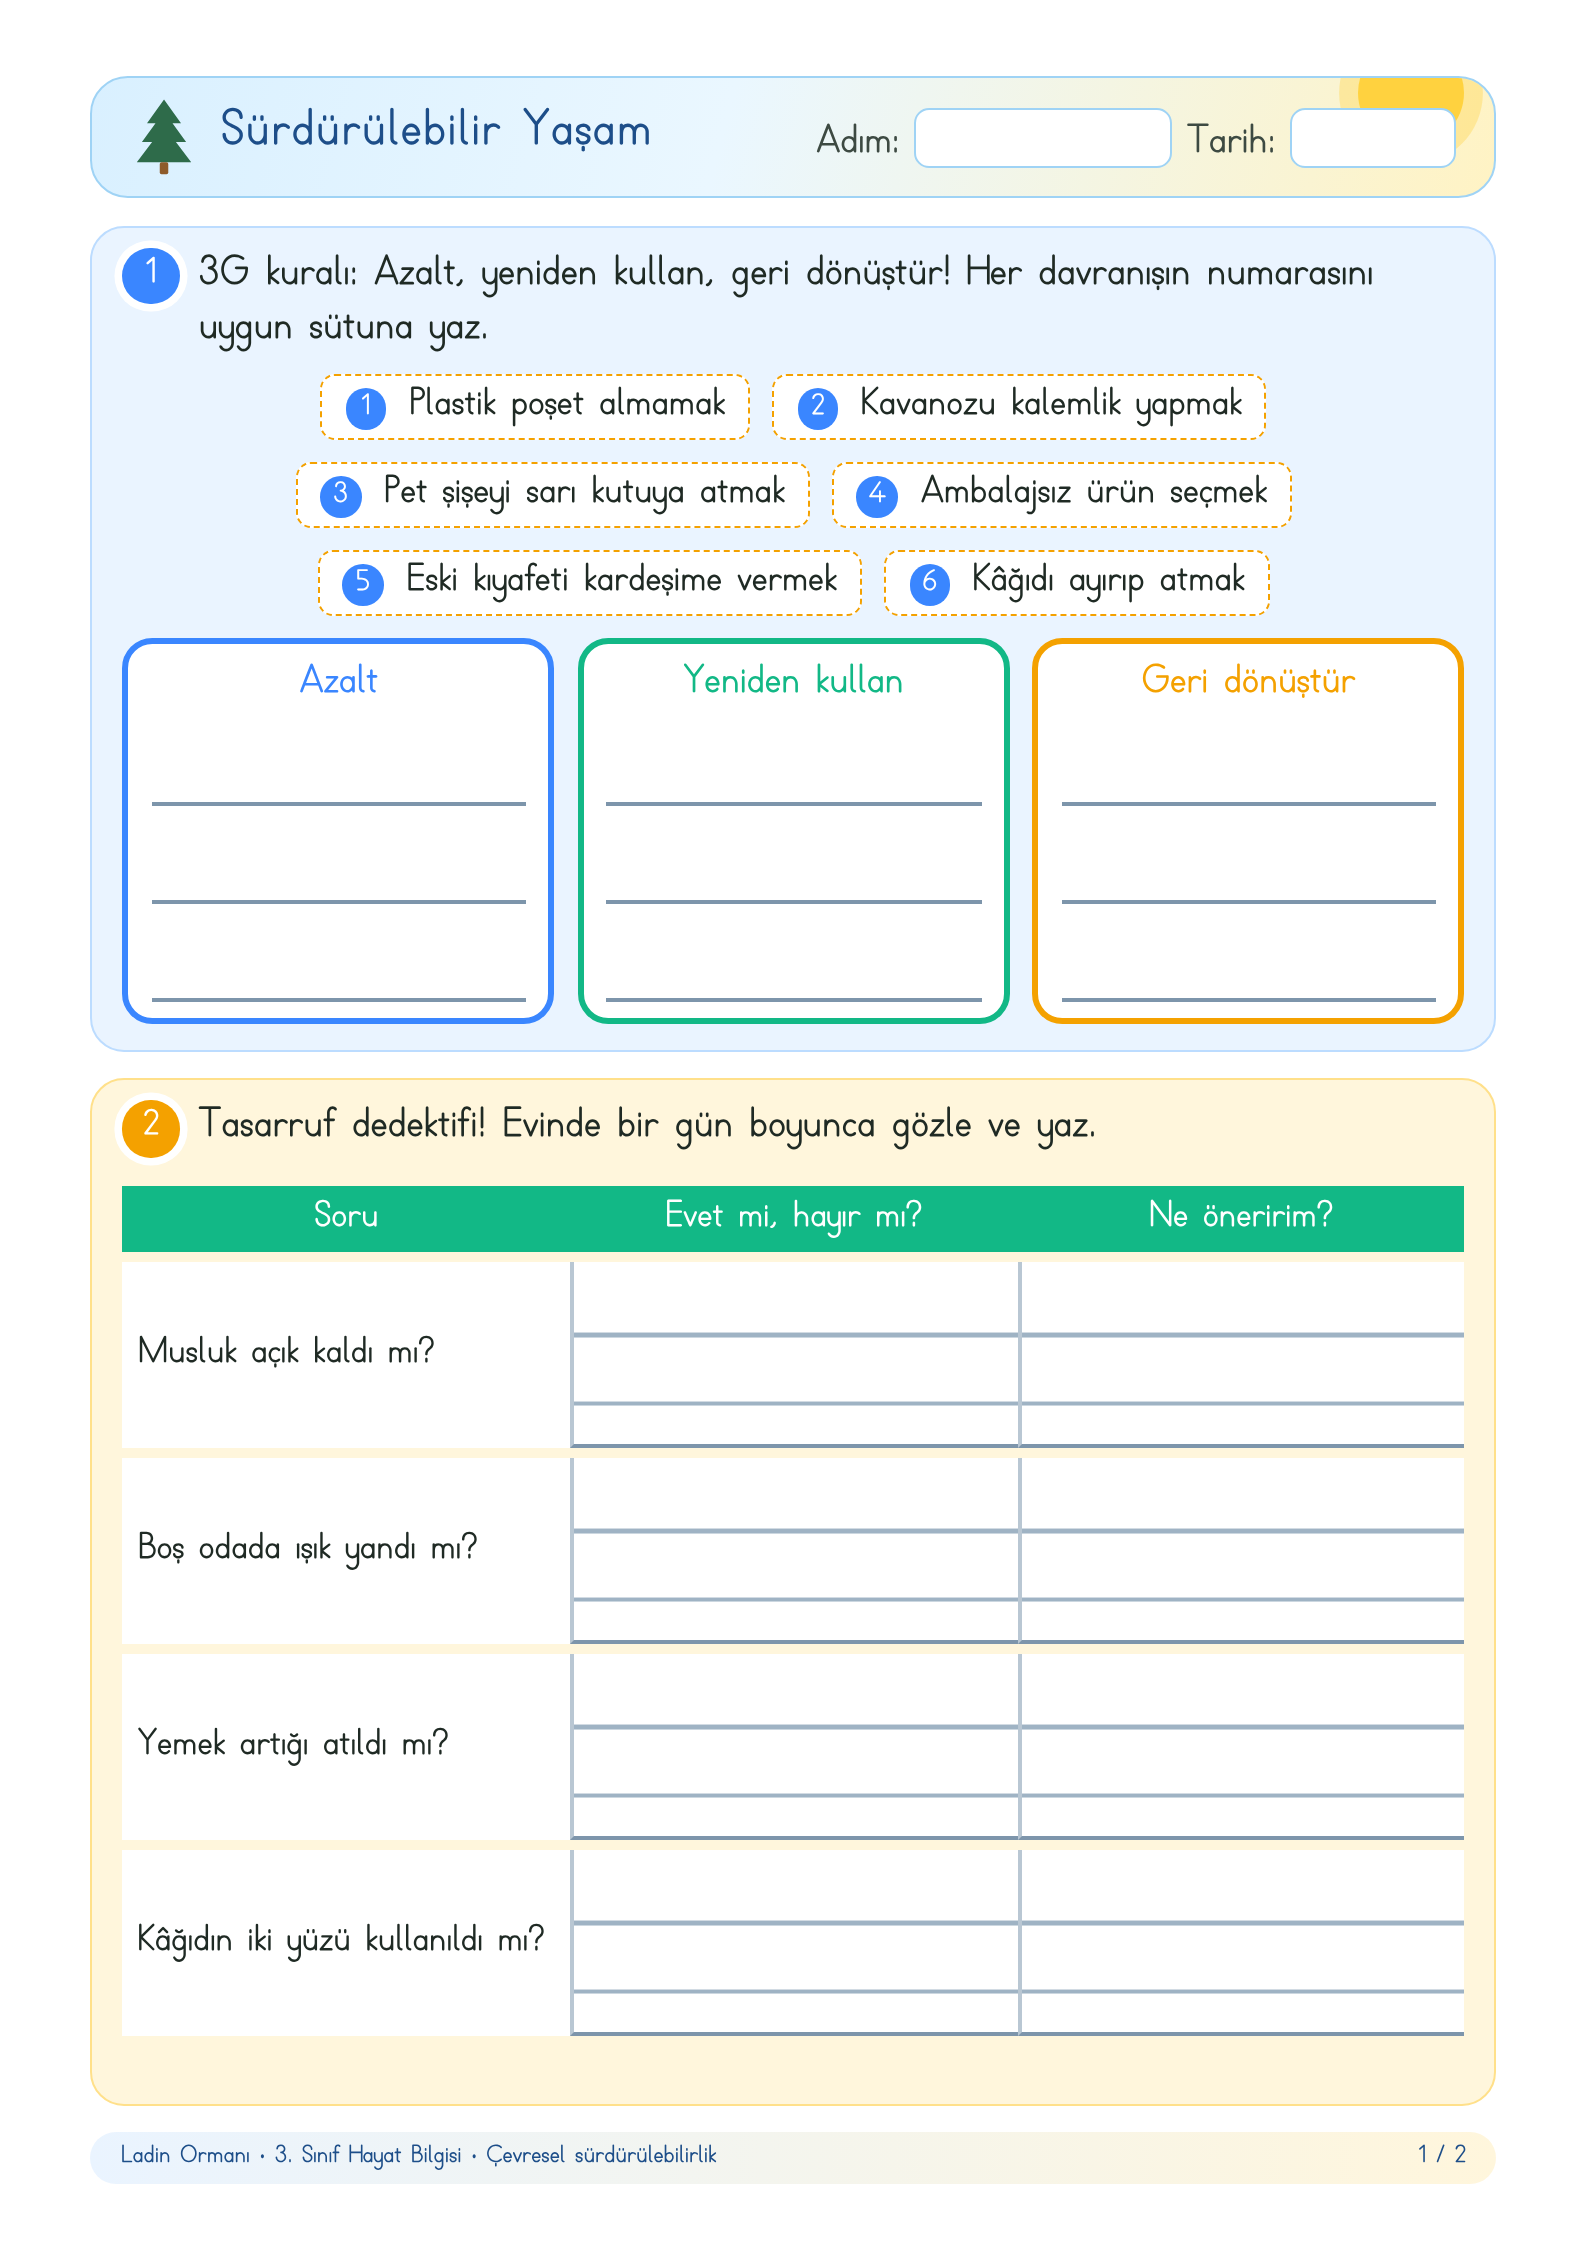 Sürdürülebilir Yaşam
Adım:
Tarih:
1
3G kuralı: Azalt, yeniden kullan, geri dönüştür! Her davranışın numarasını
uygun sütuna yaz.
1 Plastik poşet almamak
2 Kavanozu kalemlik yapmak
3 Pet şişeyi sarı kutuya atmak
4 Ambalajsız ürün seçmek
5 Eski kıyafeti kardeşime vermek
6 Kâğıdı ayırıp atmak
Azalt
Yeniden kullan
Geri dönüştür
2
Tasarruf dedektifi! Evinde bir gün boyunca gözle ve yaz.
Soru
Evet mi, hayır mı?
Ne öneririm?
Musluk açık kaldı mı?
Boş odada ışık yandı mı?
Yemek artığı atıldı mı?
Kâğıdın iki yüzü kullanıldı mı?
Ladin Ormanı • 3. Sınıf Hayat Bilgisi • Çevresel sürdürülebilirlik
1 / 2